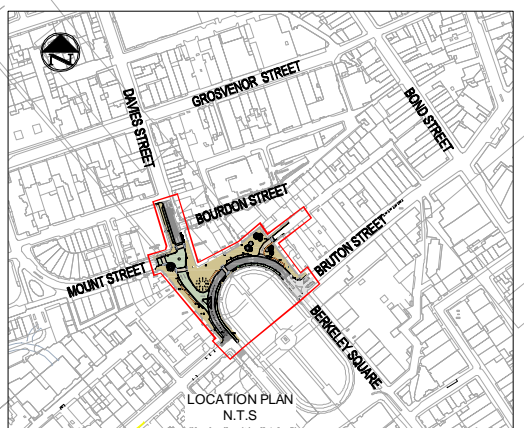 N
GROSVENOR STREET
DAVIES STREET
BOND STREET
BOURDON STREET
MOUNT STREET
BRUTON STREET
BERKELEY SQUARE
LOCATION PLAN
N.T.S